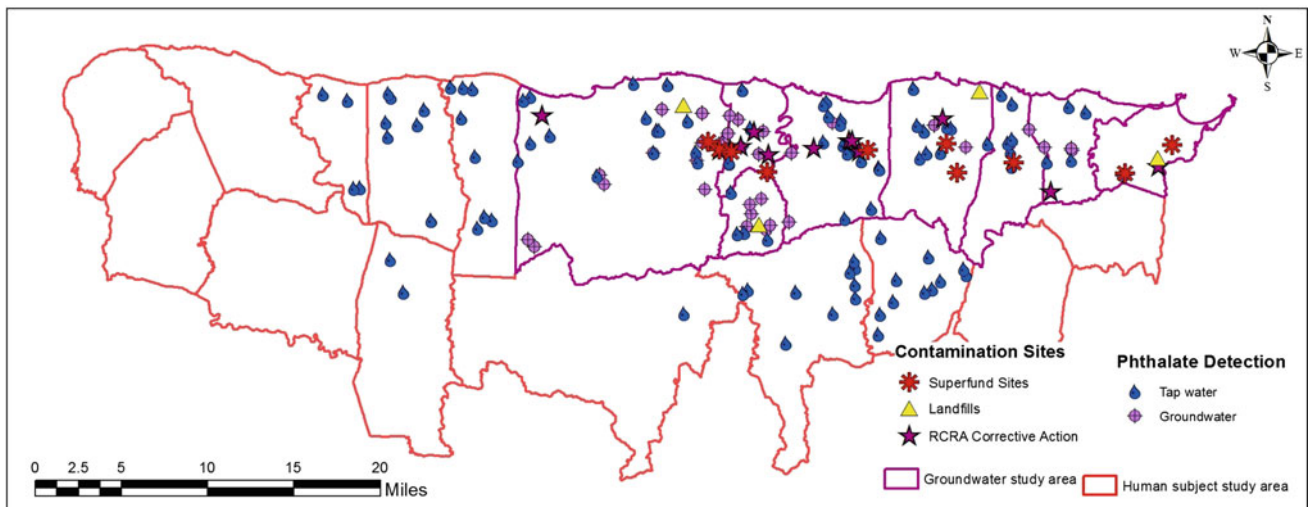 N
W E
S
Contamination Sites
Superfund Sites
Landfills
RCRA Corrective Action
Phthalate Detection
Tap water
Groundwater
Groundwater study area
Human subject study area
0 2.5 5 10 15 20
Miles